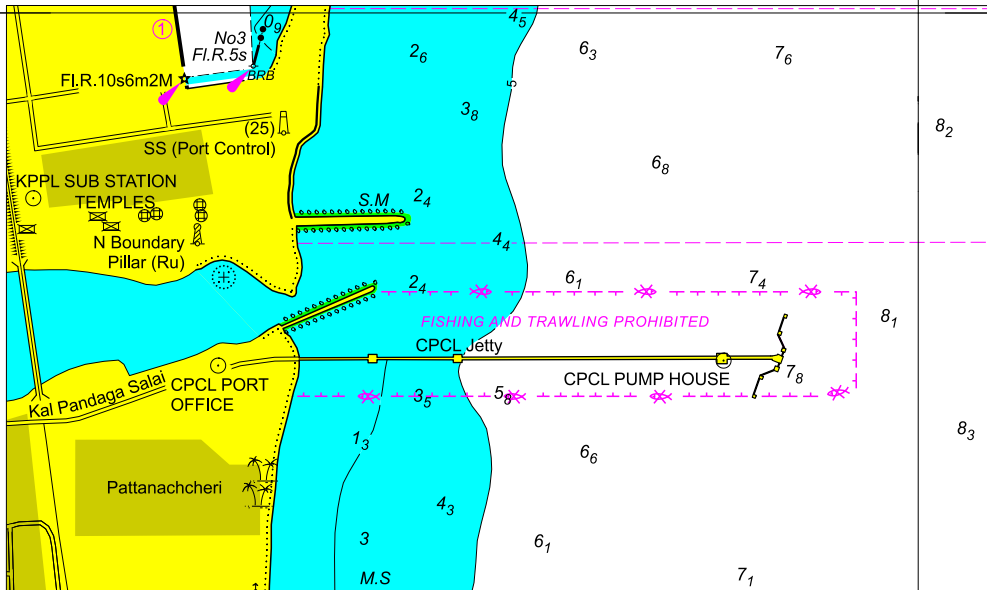 4₅
1
0₉
No3
Fl.R.5s
2₆
6₃
7₆
BRB
Fl.R.10s6m2M
5
3₈
(25)
8₂
SS (Port Control)
6₈
KPPL SUB STATION
TEMPLES
S.M
2₄
N Boundary
Pillar (Ru)
4₄
2₄
6₁
7₄
8₁
FISHING AND TRAWLING PROHIBITED
CPCL Jetty
7₈
CPCL PUMP HOUSE
CPCL PORT
OFFICE
Kal Pandaga Salai
3₅
5₈
8₃
1₃
6₆
Pattanachcheri
4₃
3
6₁
M.S
7₁